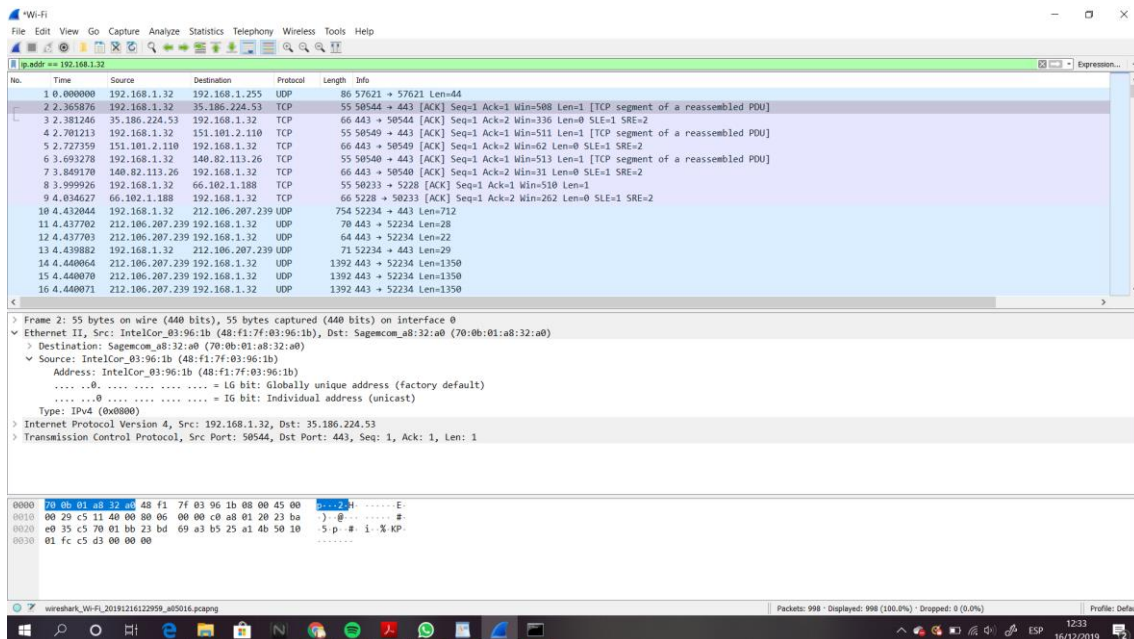 *Wi-Fi
File Edit View Go Capture Analyze Statistics Telephony Wireless Tools Help
ip.addr == 192.168.1.32
Expression...
No. Time Source Destination Protocol Length Info
1 0.000000 192.168.1.32 192.168.1.255 UDP 86 57621 → 57621 Len=44
2 2.365876 192.168.1.32 35.186.224.53 TCP 55 50544 → 443 [ACK] Seq=1 Ack=1 Win=508 Len=1 [TCP segment of a reassembled PDU]
3 2.381246 35.186.224.53 192.168.1.32 TCP 66 443 → 50544 [ACK] Seq=1 Ack=2 Win=336 Len=0 SLE=1 SRE=2
4 2.701213 192.168.1.32 151.101.2.110 TCP 55 50549 → 443 [ACK] Seq=1 Ack=1 Win=511 Len=1 [TCP segment of a reassembled PDU]
5 2.727359 151.101.2.110 192.168.1.32 TCP 66 443 → 50549 [ACK] Seq=1 Ack=2 Win=62 Len=0 SLE=1 SRE=2
6 3.693278 192.168.1.32 140.82.113.26 TCP 55 50540 → 443 [ACK] Seq=1 Ack=1 Win=513 Len=1 [TCP segment of a reassembled PDU]
7 3.849170 140.82.113.26 192.168.1.32 TCP 66 443 → 50540 [ACK] Seq=1 Ack=2 Win=31 Len=0 SLE=1 SRE=2
8 3.999926 192.168.1.32 66.102.1.188 TCP 55 50233 → 5228 [ACK] Seq=1 Ack=1 Win=510 Len=1
9 4.034627 66.102.1.188 192.168.1.32 TCP 66 5228 → 50233 [ACK] Seq=1 Ack=2 Win=262 Len=0 SLE=1 SRE=2
10 4.432044 192.168.1.32 212.106.207.239 UDP 754 52234 → 443 Len=712
11 4.437702 212.106.207.239 192.168.1.32 UDP 70 443 → 52234 Len=28
12 4.437703 212.106.207.239 192.168.1.32 UDP 64 443 → 52234 Len=22
13 4.439882 192.168.1.32 212.106.207.239 UDP 71 52234 → 443 Len=29
14 4.440064 212.106.207.239 192.168.1.32 UDP 1392 443 → 52234 Len=1350
15 4.440070 212.106.207.239 192.168.1.32 UDP 1392 443 → 52234 Len=1350
16 4.440071 212.106.207.239 192.168.1.32 UDP 1392 443 → 52234 Len=1350
Frame 2: 55 bytes on wire (440 bits), 55 bytes captured (440 bits) on interface 0
Ethernet II, Src: IntelCor_03:96:1b (48:f1:7f:03:96:1b), Dst: Sagemcom_a8:32:a0 (70:0b:01:a8:32:a0)
Destination: Sagemcom_a8:32:a0 (70:0b:01:a8:32:a0)
Source: IntelCor_03:96:1b (48:f1:7f:03:96:1b)
Address: IntelCor_03:96:1b (48:f1:7f:03:96:1b)
.... ..0. .... .... .... .... = LG bit: Globally unique address (factory default)
.... ...0 .... .... .... .... = IG bit: Individual address (unicast)
Type: IPv4 (0x0800)
Internet Protocol Version 4, Src: 192.168.1.32, Dst: 35.186.224.53
Transmission Control Protocol, Src Port: 50544, Dst Port: 443, Seq: 1, Ack: 1, Len: 1
0000 70 0b 01 a8 32 a0 48 f1 7f 03 96 1b 08 00 45 00 p···2·H· ······E·
0010 00 29 c5 11 40 00 80 06 00 00 c0 a8 01 20 23 ba ·)··@··· ····· #·
0020 e0 35 c5 70 01 bb 23 bd 69 a3 b5 25 a1 4b 50 10 ·5·p··#· i··%·KP·
0030 01 fc c5 d3 00 00 00 ·······
wireshark_Wi-Fi_20191216122959_a05016.pcapng
Packets: 998 · Displayed: 998 (100.0%) · Dropped: 0 (0.0%)
Profile: Defau
ESP
12:33
16/12/2019